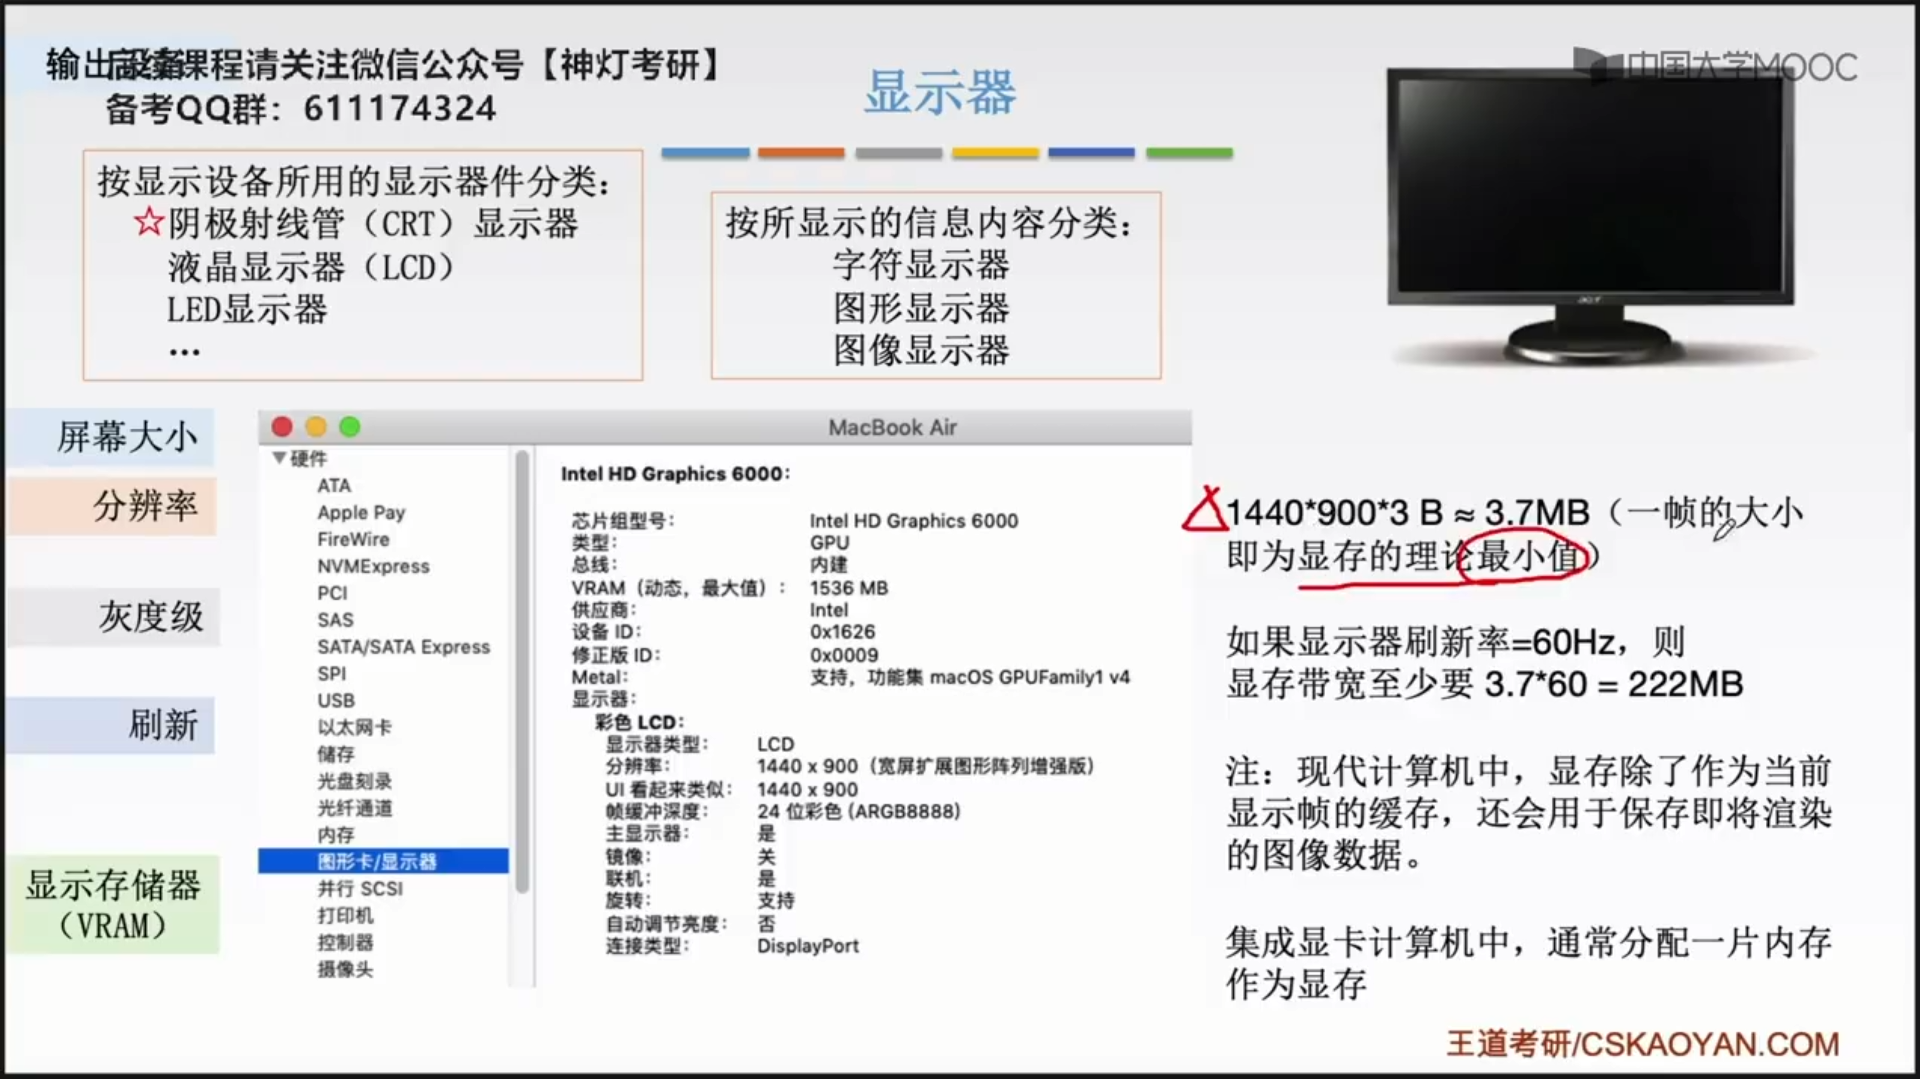 输出设备
后续课程请关注微信公众号【神灯考研】
备考QQ群：611174324
中国大学MOOC
显示器
按显示设备所用的显示器件分类：
☆阴极射线管（CRT）显示器
液晶显示器（LCD）
LED显示器
…
按所显示的信息内容分类：
字符显示器
图形显示器
图像显示器
acer
屏幕大小
分辨率
灰度级
刷新
显示存储器
（VRAM）
MacBook Air
▼硬件
ATA
Apple Pay
FireWire
NVMExpress
PCI
SAS
SATA/SATA Express
SPI
USB
以太网卡
储存
光盘刻录
光纤通道
内存
图形卡/显示器
并行 SCSI
打印机
控制器
摄像头
Intel HD Graphics 6000：
芯片组型号： Intel HD Graphics 6000
类型： GPU
总线： 内建
VRAM（动态，最大值）： 1536 MB
供应商： Intel
设备 ID： 0x1626
修正版 ID： 0x0009
Metal： 支持，功能集 macOS GPUFamily1 v4
显示器：
彩色 LCD：
显示器类型： LCD
分辨率： 1440 x 900（宽屏扩展图形阵列增强版）
UI 看起来类似： 1440 x 900
帧缓冲深度： 24 位彩色 (ARGB8888)
主显示器： 是
镜像： 关
联机： 是
旋转： 支持
自动调节亮度： 否
连接类型： DisplayPort
1440*900*3 B ≈ 3.7MB（一帧的大小
即为显存的理论最小值）
如果显示器刷新率=60Hz，则
显存带宽至少要 3.7*60 = 222MB
注：现代计算机中，显存除了作为当前
显示帧的缓存，还会用于保存即将渲染
的图像数据。
集成显卡计算机中，通常分配一片内存
作为显存
王道考研/CSKAOYAN.COM